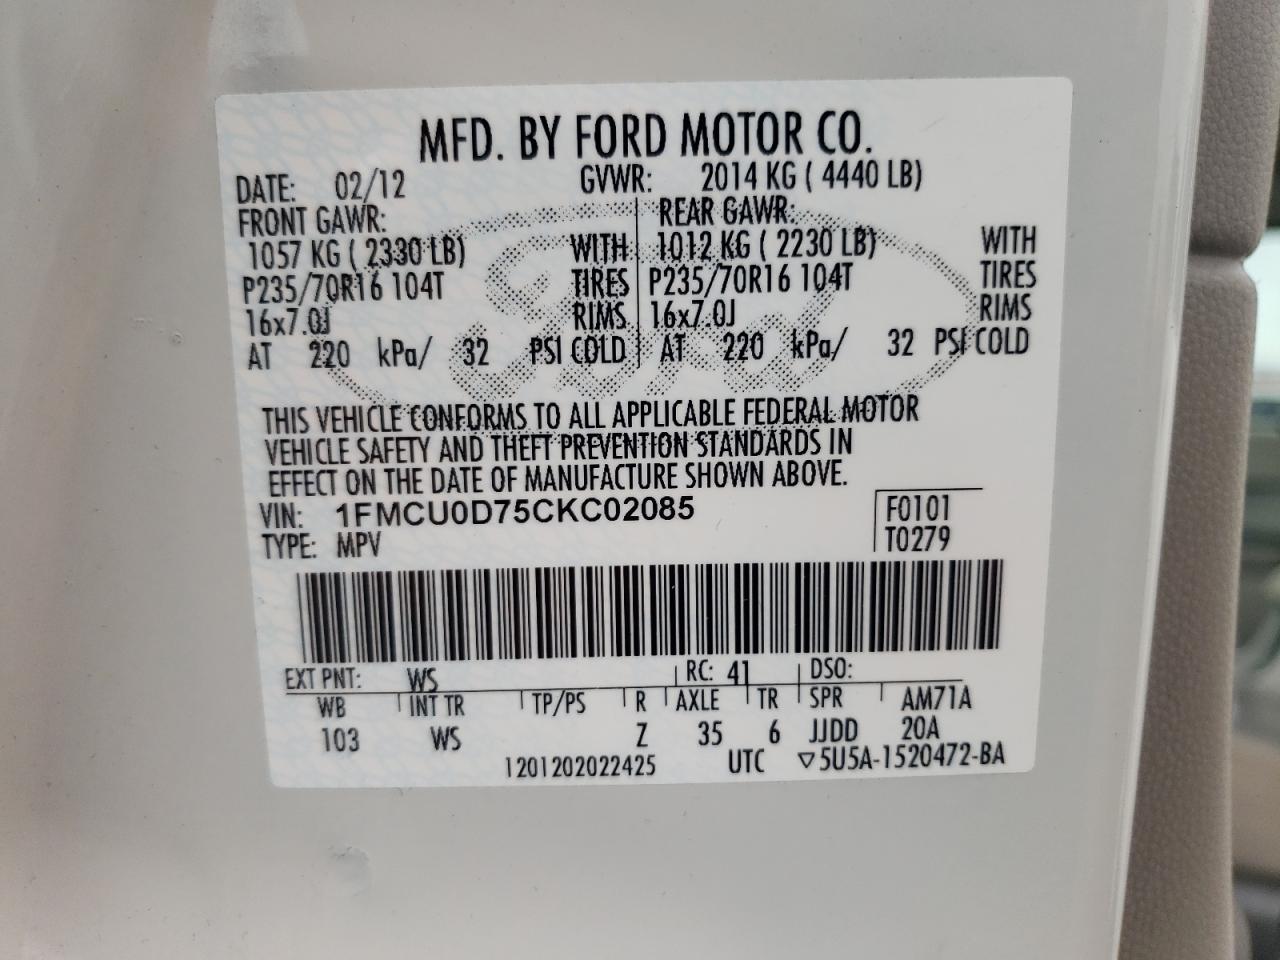 MFD. BY FORD MOTOR CO.
DATE: 02/12 GVWR: 2014 KG ( 4440 LB)
FRONT GAWR: REAR GAWR:
1057 KG ( 2330 LB) WITH 1012 KG ( 2230 LB) WITH
P235/70R16 104T TIRES P235/70R16 104T TIRES
16x7.0J RIMS 16x7.0J RIMS
AT 220 kPa/ 32 PSI COLD AT 220 kPa/ 32 PSI COLD
Ford
THIS VEHICLE CONFORMS TO ALL APPLICABLE FEDERAL MOTOR
VEHICLE SAFETY AND THEFT PREVENTION STANDARDS IN
EFFECT ON THE DATE OF MANUFACTURE SHOWN ABOVE.
VIN: 1FMCU0D75CKC02085 F0101
TYPE: MPV T0279
EXT PNT: WS RC: 41 DSO:
WB INT TR TP/PS R AXLE TR SPR AM71A
103 WS Z 35 6 JJDD 20A
1201202022425 UTC ▽5U5A-1520472-BA